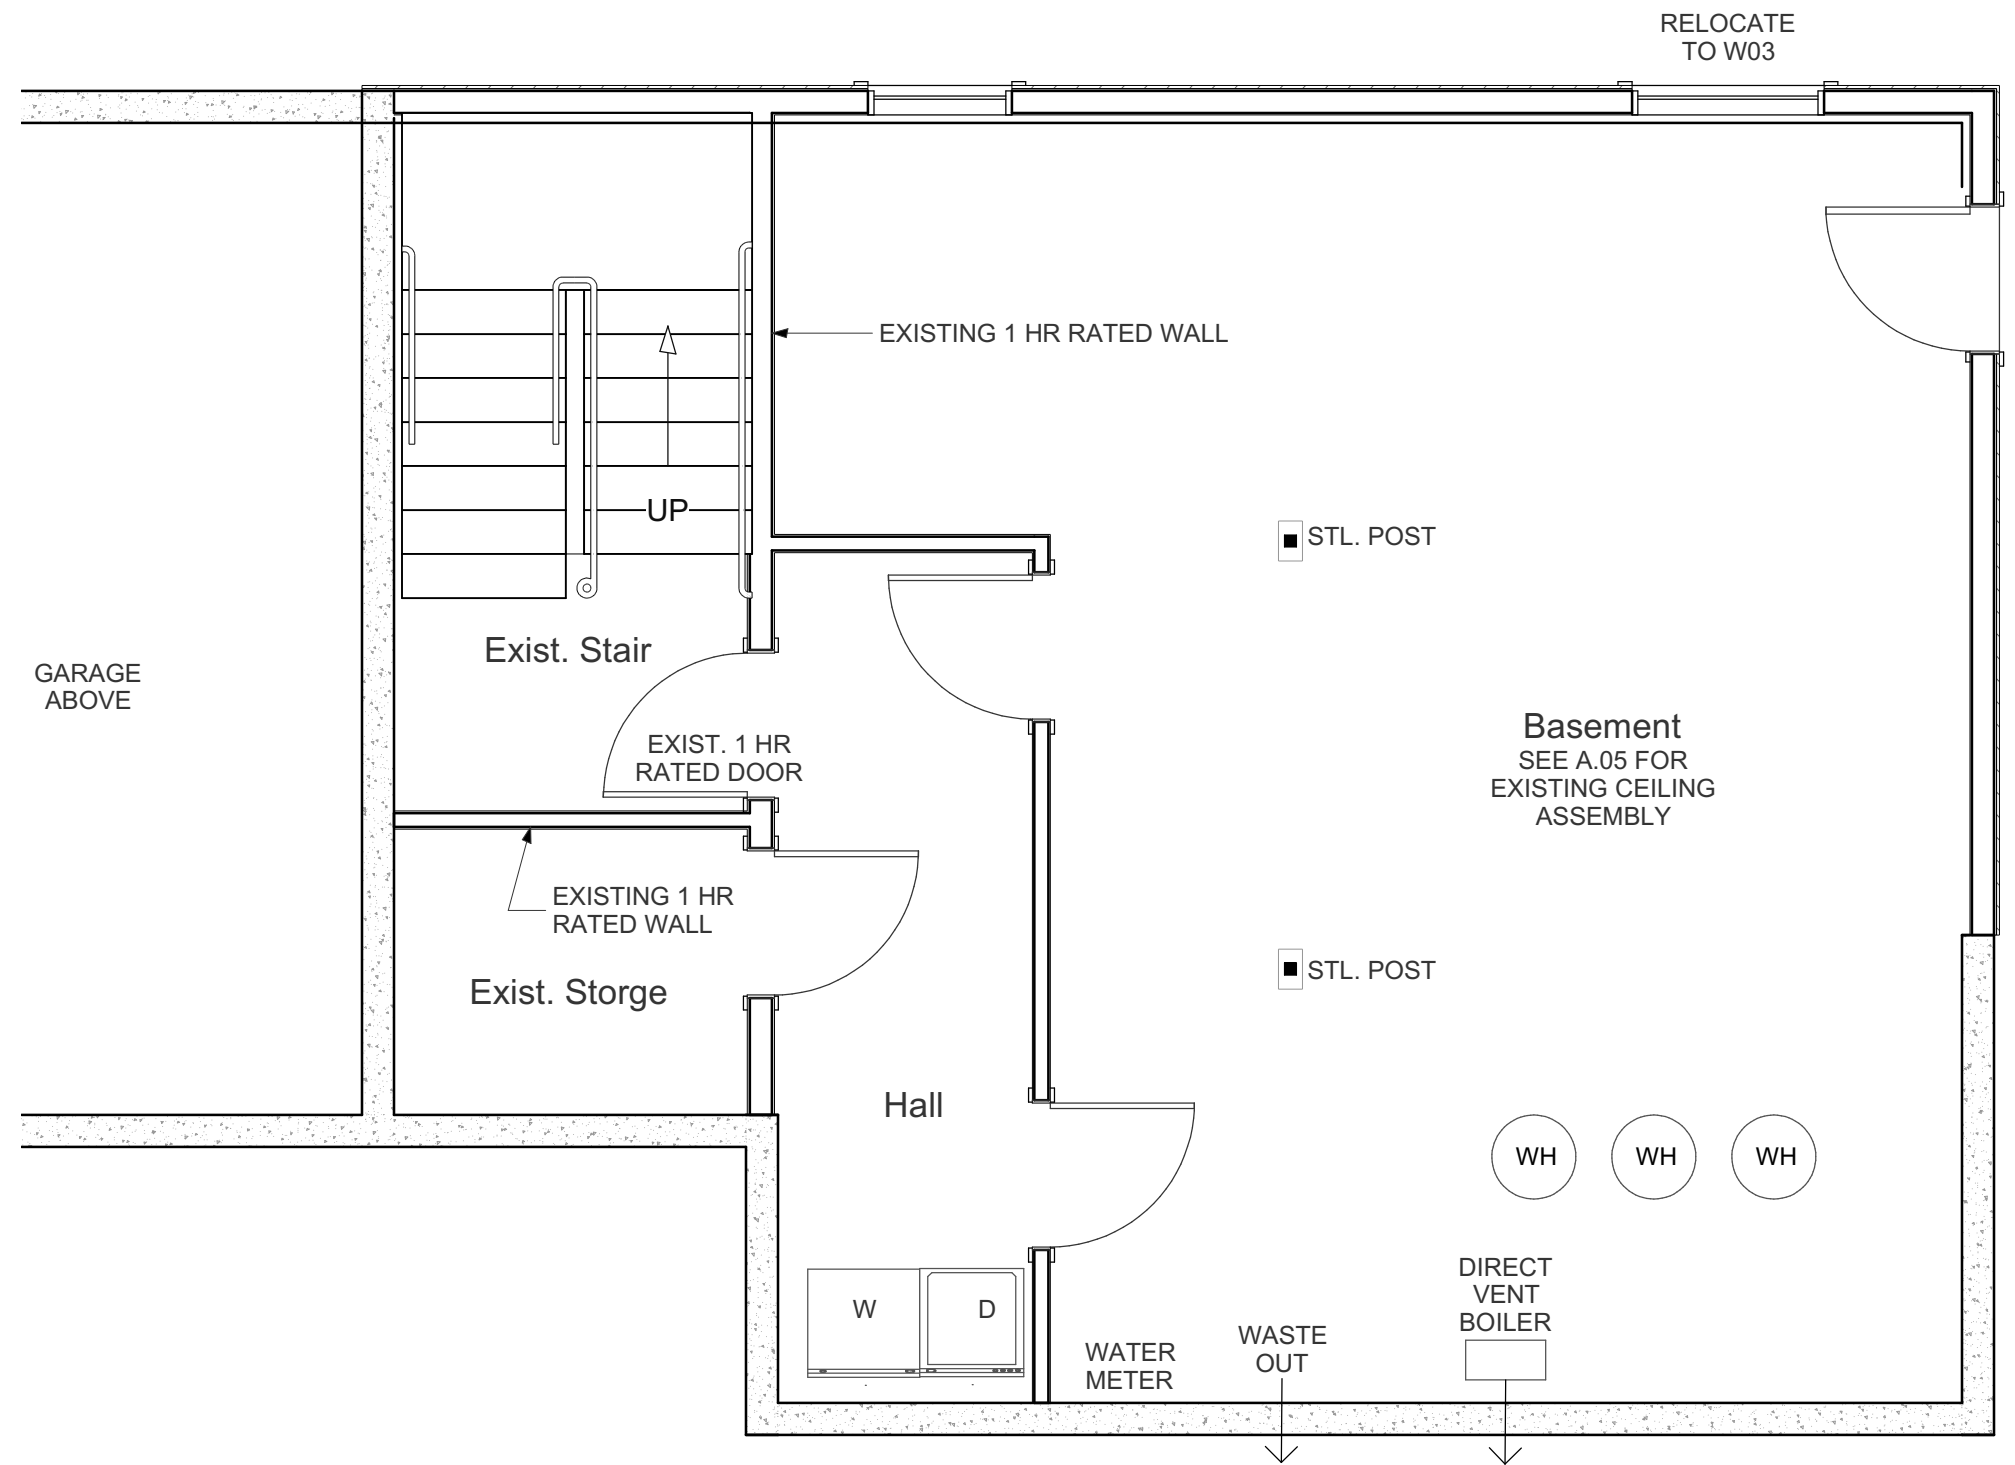 RELOCATE
TO W03
EXISTING 1 HR RATED WALL
UP
STL. POST
Exist. Stair
GARAGE
ABOVE
EXIST. 1 HR
RATED DOOR
Basement
SEE A.05 FOR
EXISTING CEILING
ASSEMBLY
EXISTING 1 HR
RATED WALL
Exist. Storge
STL. POST
Hall
WH
WH
WH
W
D
WATER
METER
WASTE
OUT
DIRECT
VENT
BOILER